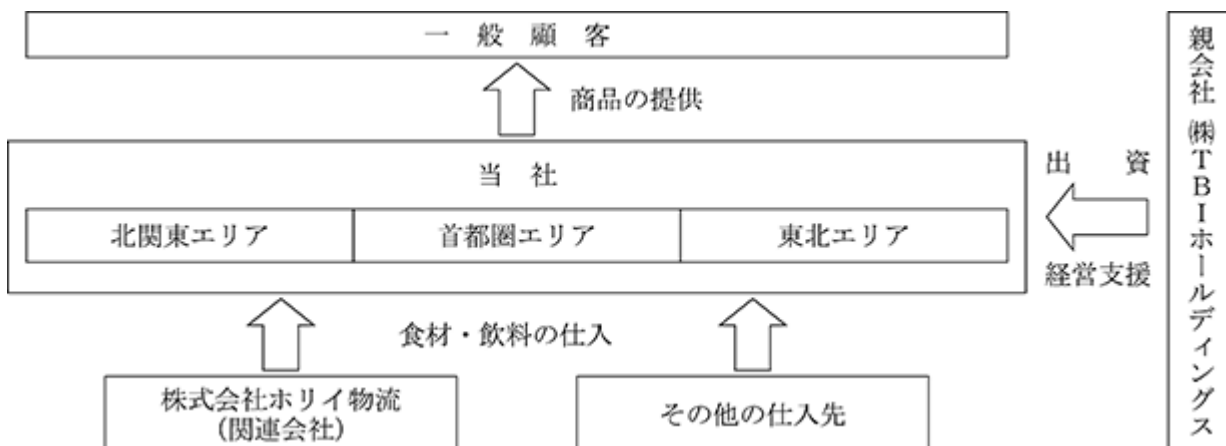 一般顧客
商品の提供
当社
北関東エリア
首都圏エリア
東北エリア
食材・飲料の仕入
株式会社ホリイ物流
(関連会社)
その他の仕入先
出資
経営支援
親会社 ㈱TBIホールディングス